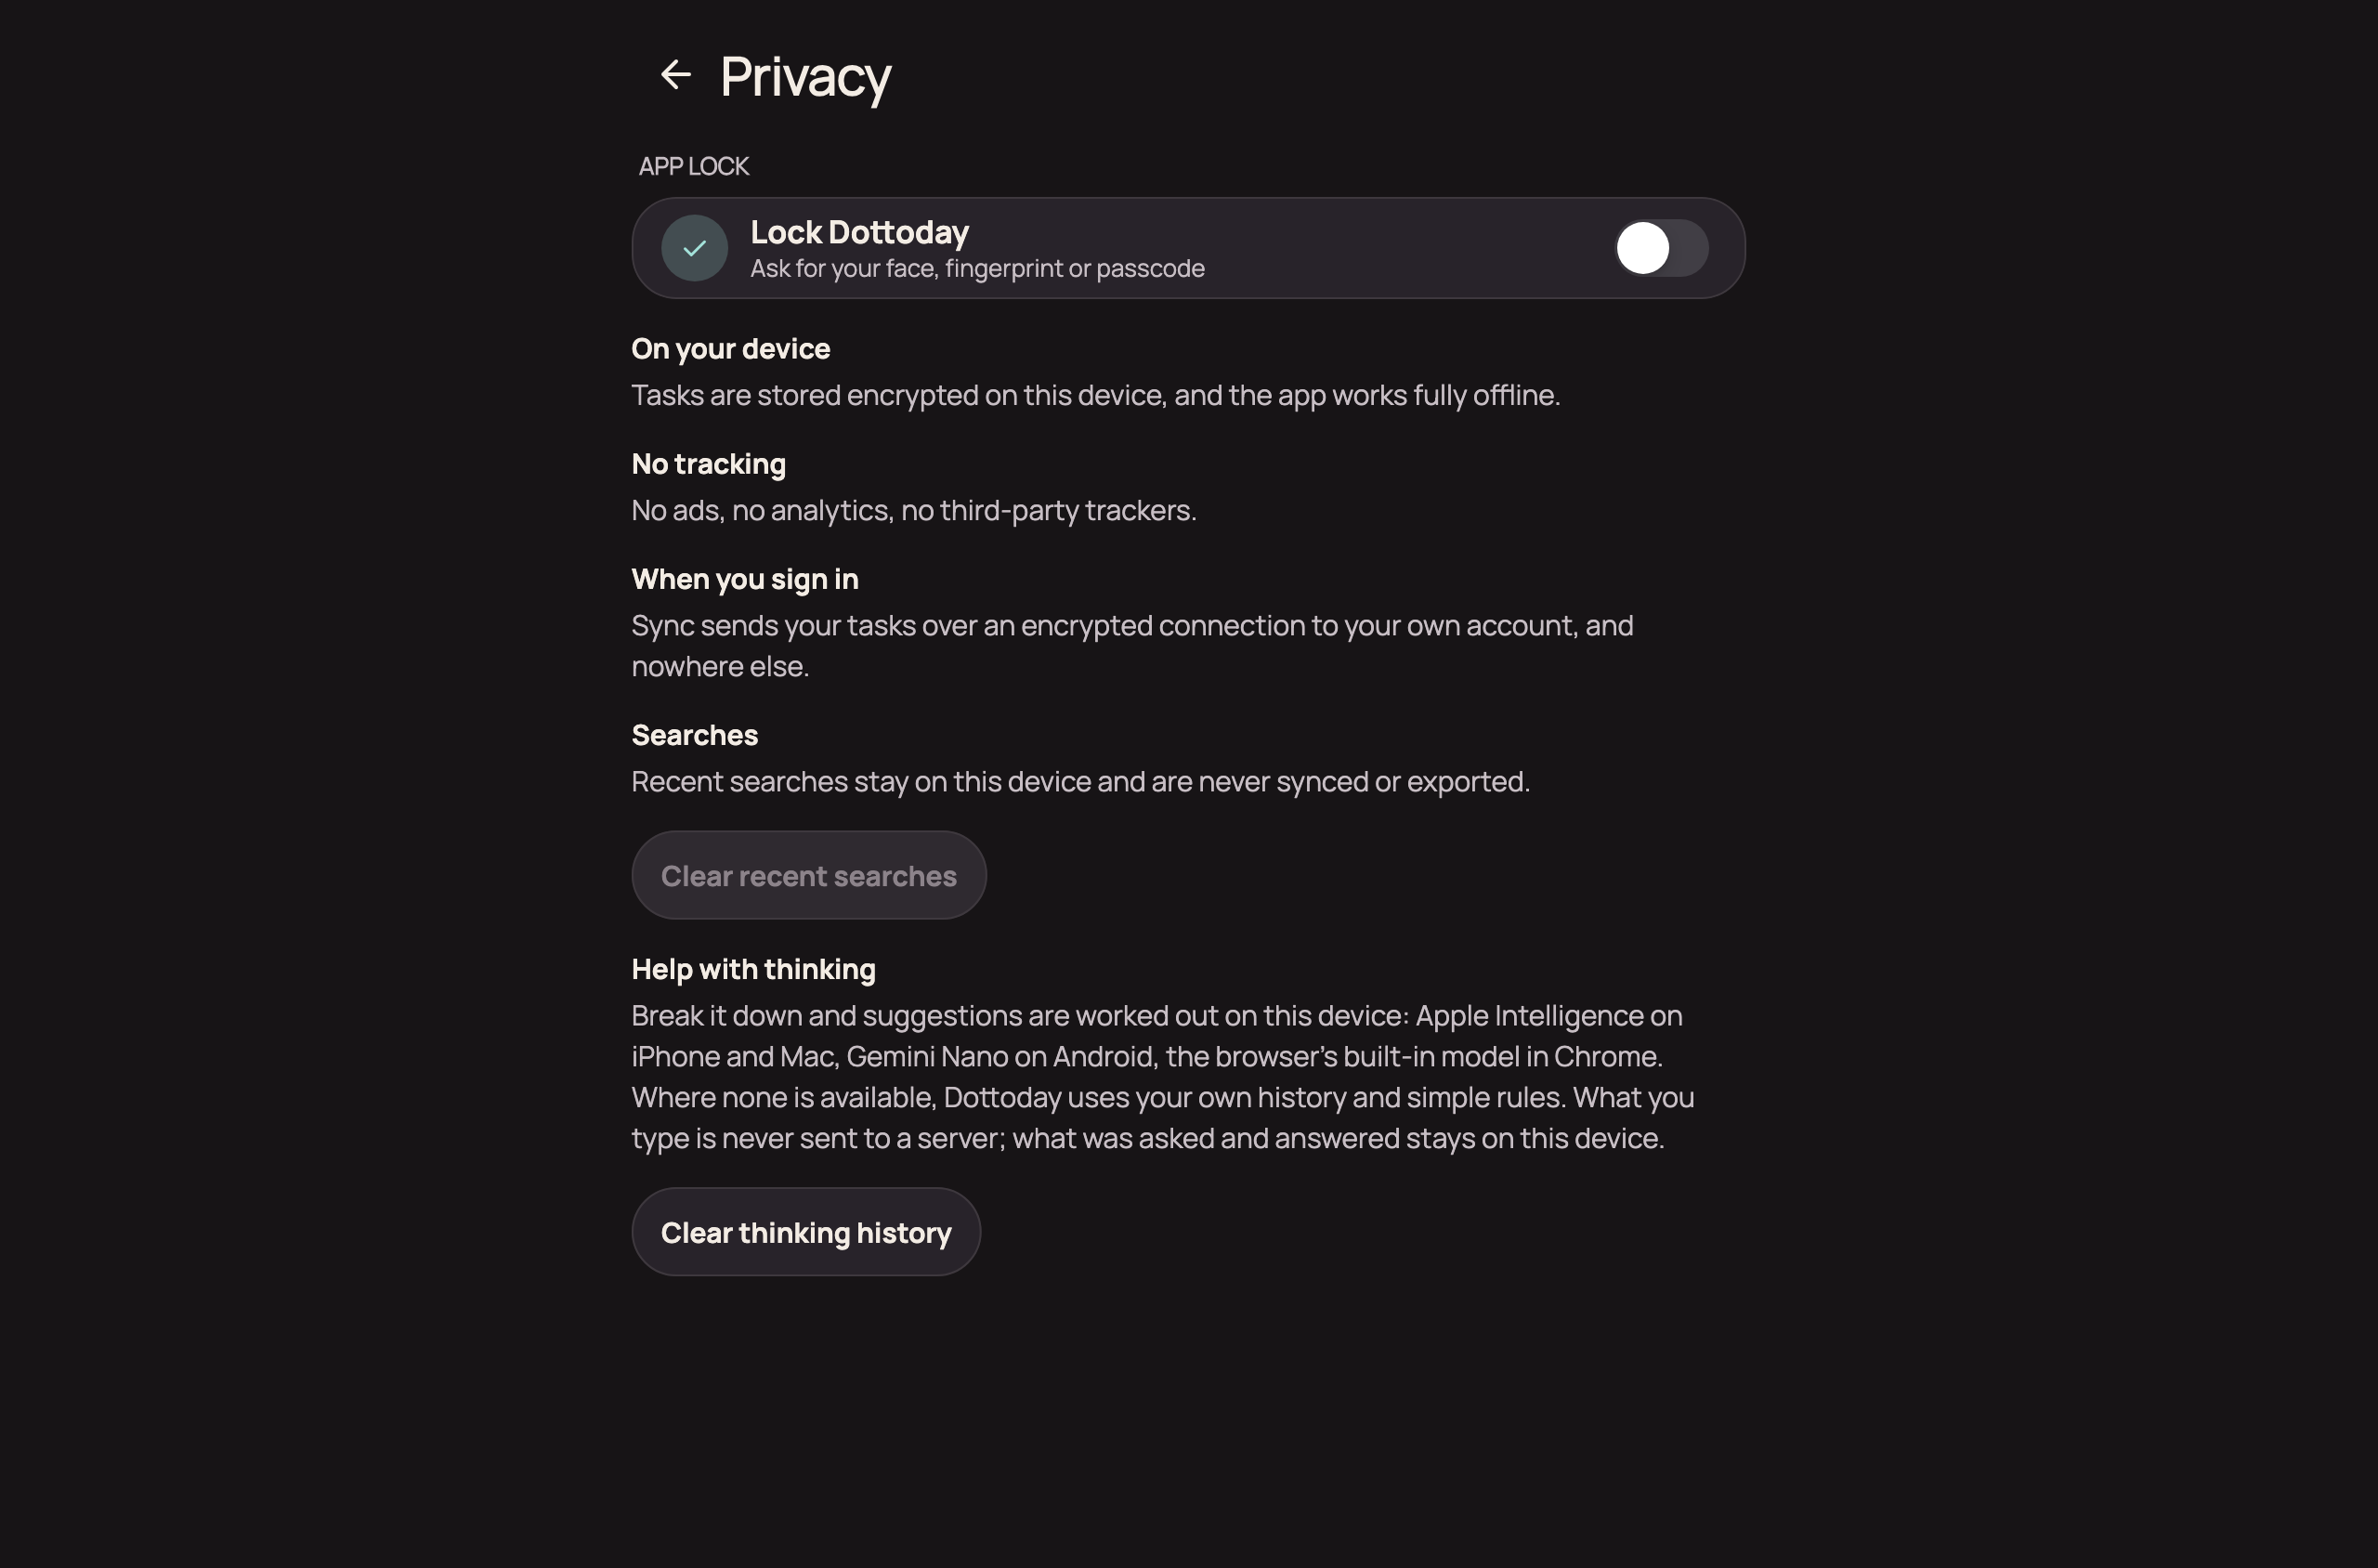 Privacy
APP LOCK
Lock Dottoday
Ask for your face, fingerprint or passcode
On your device
Tasks are stored encrypted on this device, and the app works fully offline.
No tracking
No ads, no analytics, no third-party trackers.
When you sign in
Sync sends your tasks over an encrypted connection to your own account, and
nowhere else.
Searches
Recent searches stay on this device and are never synced or exported.
Clear recent searches
Help with thinking
Break it down and suggestions are worked out on this device: Apple Intelligence on
iPhone and Mac, Gemini Nano on Android, the browser’s built-in model in Chrome.
Where none is available, Dottoday uses your own history and simple rules. What you
type is never sent to a server; what was asked and answered stays on this device.
Clear thinking history